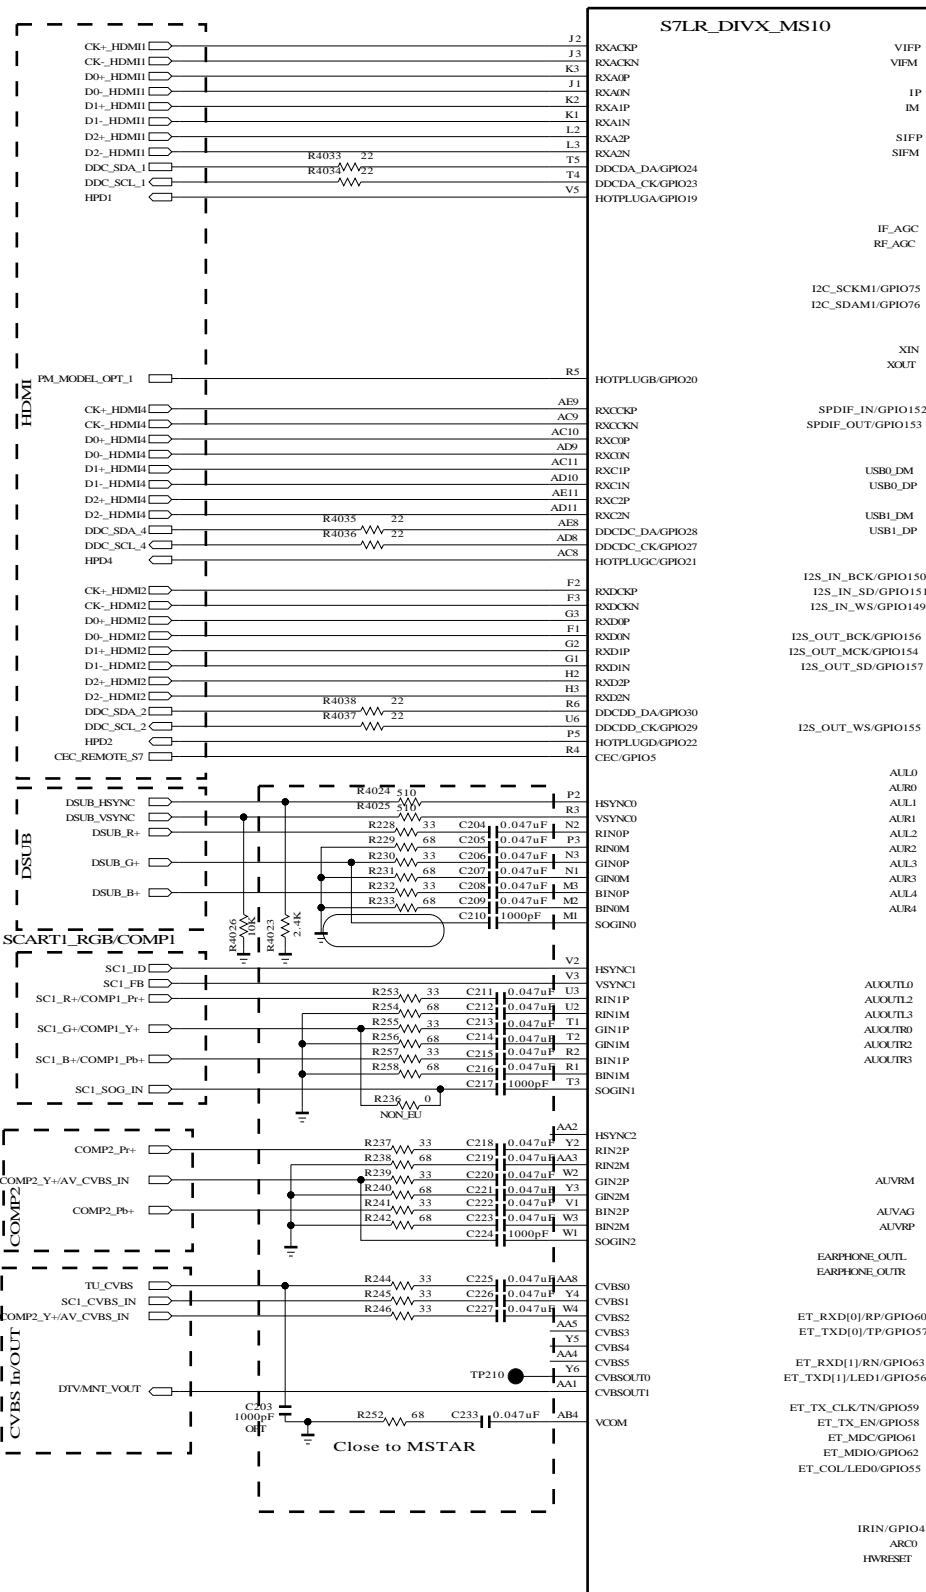 S7LR_DIVX_MS10
CK+_HDMI1 J2 RXACKP VIFP
CK-_HDMI1 J3 RXACKN VIFM
D0+_HDMI1 K3 RXA0P
D0-_HDMI1 J1 RXA0N IP
D1+_HDMI1 K2 RXA1P IM
D1-_HDMI1 K1 RXA1N
D2+_HDMI1 L2 RXA2P SIFP
D2-_HDMI1 L3 RXA2N SIFM
DDC_SDA_1 R4033 22 T5 DDCDA_DA/GPIO24
DDC_SCL_1 R4034 22 T4 DDCDA_CK/GPIO23
HPD1 V5 HOTPLUGA/GPIO19
IF_AGC
RF_AGC
I2C_SCKM1/GPIO75
I2C_SDAM1/GPIO76
XIN
XOUT
HDMI
PM_MODEL_OPT_1 R5 HOTPLUGB/GPIO20
CK+_HDMI4 AE9 RXCCKP SPDIF_IN/GPIO152
CK-_HDMI4 AC9 RXCCKN SPDIF_OUT/GPIO153
D0+_HDMI4 AC10 RXC0P
D0-_HDMI4 AD9 RXC0N
D1+_HDMI4 AC11 RXC1P USB0_DM
D1-_HDMI4 AD10 RXC1N USB0_DP
D2+_HDMI4 AE11 RXC2P
D2-_HDMI4 AD11 RXC2N USB1_DM
DDC_SDA_4 R4035 22 AE8 DDCDC_DA/GPIO28 USB1_DP
DDC_SCL_4 R4036 22 AD8 DDCDC_CK/GPIO27
HPD4 AC8 HOTPLUGC/GPIO21
I2S_IN_BCK/GPIO150
CK+_HDMI2 F2 RXDCKP I2S_IN_SD/GPIO151
CK-_HDMI2 F3 RXDCKN I2S_IN_WS/GPIO149
D0+_HDMI2 G3 RXD0P
D0-_HDMI2 F1 RXD0N I2S_OUT_BCK/GPIO156
D1+_HDMI2 G2 RXD1P I2S_OUT_MCK/GPIO154
D1-_HDMI2 G1 RXD1N I2S_OUT_SD/GPIO157
D2+_HDMI2 H2 RXD2P
D2-_HDMI2 H3 RXD2N
DDC_SDA_2 R4038 22 R6 DDCDD_DA/GPIO30
DDC_SCL_2 R4037 22 U6 DDCDD_CK/GPIO29 I2S_OUT_WS/GPIO155
HPD2 P5 HOTPLUGD/GPIO22
CEC_REMOTE_S7 R4 CEC/GPIO5
AUL0
AUR0
DSUB
DSUB_HSYNC R4024 510 P2 HSYNC0 AUL1
DSUB_VSYNC R4025 510 R3 VSYNC0 AUR1
DSUB_R+ R228 33 C204 0.047uF N2 RIN0P AUL2
R229 68 C205 0.047uF P3 RIN0M AUR2
DSUB_G+ R230 33 C206 0.047uF N3 GIN0P AUL3
R231 68 C207 0.047uF N1 GIN0M AUR3
DSUB_B+ R232 33 C208 0.047uF M3 BIN0P AUL4
R233 68 C209 0.047uF M2 BIN0M AUR4
C210 1000pF M1 SOGIN0
R4026 10K
R4023 2.4K
SCART1_RGB/COMP1
SC1_ID V2 HSYNC1
SC1_FB V3 VSYNC1 AUOUTL0
SC1_R+/COMP1_Pr+ R253 33 C211 0.047uF U3 RIN1P AUOUTL2
R254 68 C212 0.047uF U2 RIN1M AUOUTL3
SC1_G+/COMP1_Y+ R255 33 C213 0.047uF T1 GIN1P AUOUTR0
R256 68 C214 0.047uF T2 GIN1M AUOUTR2
SC1_B+/COMP1_Pb+ R257 33 C215 0.047uF R2 BIN1P AUOUTR3
R258 68 C216 0.047uF R1 BIN1M
SC1_SOG_IN C217 1000pF T3 SOGIN1
R236 0
NON_EU
COMP2
AA2 HSYNC2
COMP2_Pr+ R237 33 C218 0.047uF Y2 RIN2P
R238 68 C219 0.047uF AA3 RIN2M
COMP2_Y+/AV_CVBS_IN R239 33 C220 0.047uF W2 GIN2P AUVRM
R240 68 C221 0.047uF Y3 GIN2M
COMP2_Pb+ R241 33 C222 0.047uF V1 BIN2P AUVAG
R242 68 C223 0.047uF W3 BIN2M AUVRP
C224 1000pF W1 SOGIN2
EARPHONE_OUTL
EARPHONE_OUTR
CVBS In/OUT
TU_CVBS R244 33 C225 0.047uF AA8 CVBS0
SC1_CVBS_IN R245 33 C226 0.047uF Y4 CVBS1
COMP2_Y+/AV_CVBS_IN R246 33 C227 0.047uF W4 CVBS2 ET_RXD[0]/RP/GPIO60
AA5 CVBS3 ET_TXD[0]/TP/GPIO57
Y5 CVBS4
AA4 CVBS5 ET_RXD[1]/RN/GPIO63
TP210 Y6 CVBSOUT0 ET_TXD[1]/LED1/GPIO56
DTV/MNT_VOUT AA1 CVBSOUT1
ET_TX_CLK/TN/GPIO59
C203
1000pF
OPT
R252 68 C233 0.047uF AB4 VCOM ET_TX_EN/GPIO58
ET_MDC/GPIO61
Close to MSTAR
ET_MDIO/GPIO62
ET_COL/LED0/GPIO55
IRIN/GPIO4
ARC0
HWRESET